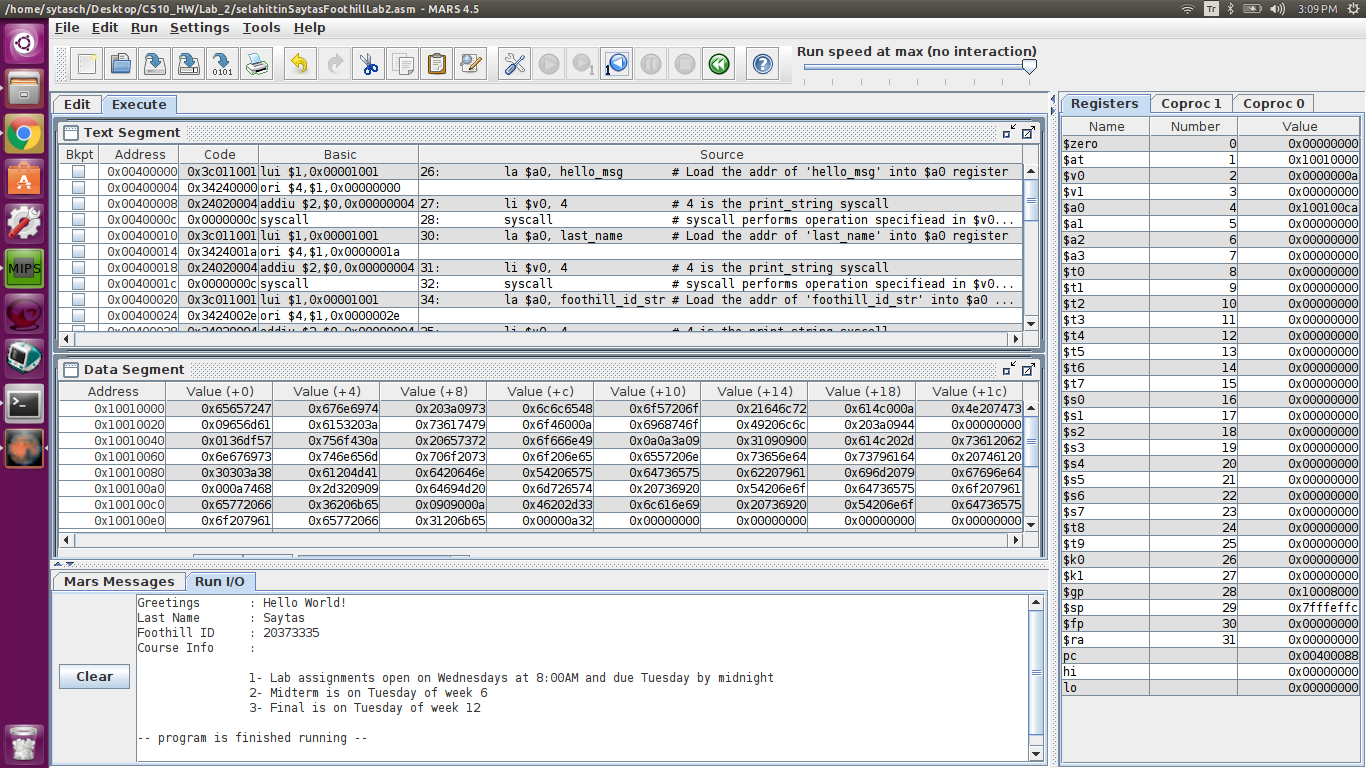 /home/sytasch/Desktop/CS10_HW/Lab_2/selahittinSaytasFoothillLab2.asm - MARS 4.5
Tr
3:09 PM
File Edit Run Settings Tools Help
Run speed at max (no interaction)
Edit Execute
Text Segment
Bkpt Address Code Basic Source
0x00400000 0x3c011001 lui $1,0x00001001 26: la $a0, hello_msg # Load the addr of 'hello_msg' into $a0 register
0x00400004 0x34240000 ori $4,$1,0x00000000
0x00400008 0x24020004 addiu $2,$0,0x00000004 27: li $v0, 4 # 4 is the print_string syscall
0x0040000c 0x0000000c syscall 28: syscall # syscall performs operation specifiead in $v0...
0x00400010 0x3c011001 lui $1,0x00001001 30: la $a0, last_name # Load the addr of 'last_name' into $a0 register
0x00400014 0x3424001a ori $4,$1,0x0000001a
0x00400018 0x24020004 addiu $2,$0,0x00000004 31: li $v0, 4 # 4 is the print_string syscall
0x0040001c 0x0000000c syscall 32: syscall # syscall performs operation specifiead in $v0...
0x00400020 0x3c011001 lui $1,0x00001001 34: la $a0, foothill_id_str # Load the addr of 'foothill_id_str' into $a0 ...
0x00400024 0x3424002e ori $4,$1,0x0000002e
0x00400028 0x24020004 addiu $2,$0,0x00000004 35: li $v0, 4 # 4 is the print_string syscall
Data Segment
Address Value (+0) Value (+4) Value (+8) Value (+c) Value (+10) Value (+14) Value (+18) Value (+1c)
0x10010000 0x65657247 0x676e6974 0x203a0973 0x6c6c6548 0x6f57206f 0x21646c72 0x614c000a 0x4e207473
0x10010020 0x09656d61 0x6153203a 0x73617479 0x6f46000a 0x6968746f 0x49206c6c 0x203a0944 0x00000000
0x10010040 0x0136df57 0x756f430a 0x20657372 0x6f666e49 0x0a0a3a09 0x31090900 0x614c202d 0x73612062
0x10010060 0x6e676973 0x746e656d 0x706f2073 0x6f206e65 0x6557206e 0x73656e64 0x73796164 0x20746120
0x10010080 0x30303a38 0x61204d41 0x6420646e 0x54206575 0x64736575 0x62207961 0x696d2079 0x67696e64
0x100100a0 0x000a7468 0x2d320909 0x64694d20 0x6d726574 0x20736920 0x54206e6f 0x64736575 0x6f207961
0x100100c0 0x65772066 0x36206b65 0x0909000a 0x46202d33 0x6c616e69 0x20736920 0x54206e6f 0x64736575
0x100100e0 0x6f207961 0x65772066 0x31206b65 0x00000a32 0x00000000 0x00000000 0x00000000 0x00000000
Mars Messages Run I/O
Clear
Greetings : Hello World!
Last Name : Saytas
Foothill ID : 20373335
Course Info :
1- Lab assignments open on Wednesdays at 8:00AM and due Tuesday by midnight
2- Midterm is on Tuesday of week 6
3- Final is on Tuesday of week 12
-- program is finished running --
Registers Coproc 1 Coproc 0
Name Number Value
$zero 0 0x00000000
$at 1 0x10010000
$v0 2 0x0000000a
$v1 3 0x00000000
$a0 4 0x100100ca
$a1 5 0x00000000
$a2 6 0x00000000
$a3 7 0x00000000
$t0 8 0x00000000
$t1 9 0x00000000
$t2 10 0x00000000
$t3 11 0x00000000
$t4 12 0x00000000
$t5 13 0x00000000
$t6 14 0x00000000
$t7 15 0x00000000
$s0 16 0x00000000
$s1 17 0x00000000
$s2 18 0x00000000
$s3 19 0x00000000
$s4 20 0x00000000
$s5 21 0x00000000
$s6 22 0x00000000
$s7 23 0x00000000
$t8 24 0x00000000
$t9 25 0x00000000
$k0 26 0x00000000
$k1 27 0x00000000
$gp 28 0x10008000
$sp 29 0x7fffeffc
$fp 30 0x00000000
$ra 31 0x00000000
pc 0x00400088
hi 0x00000000
lo 0x00000000
MIPS